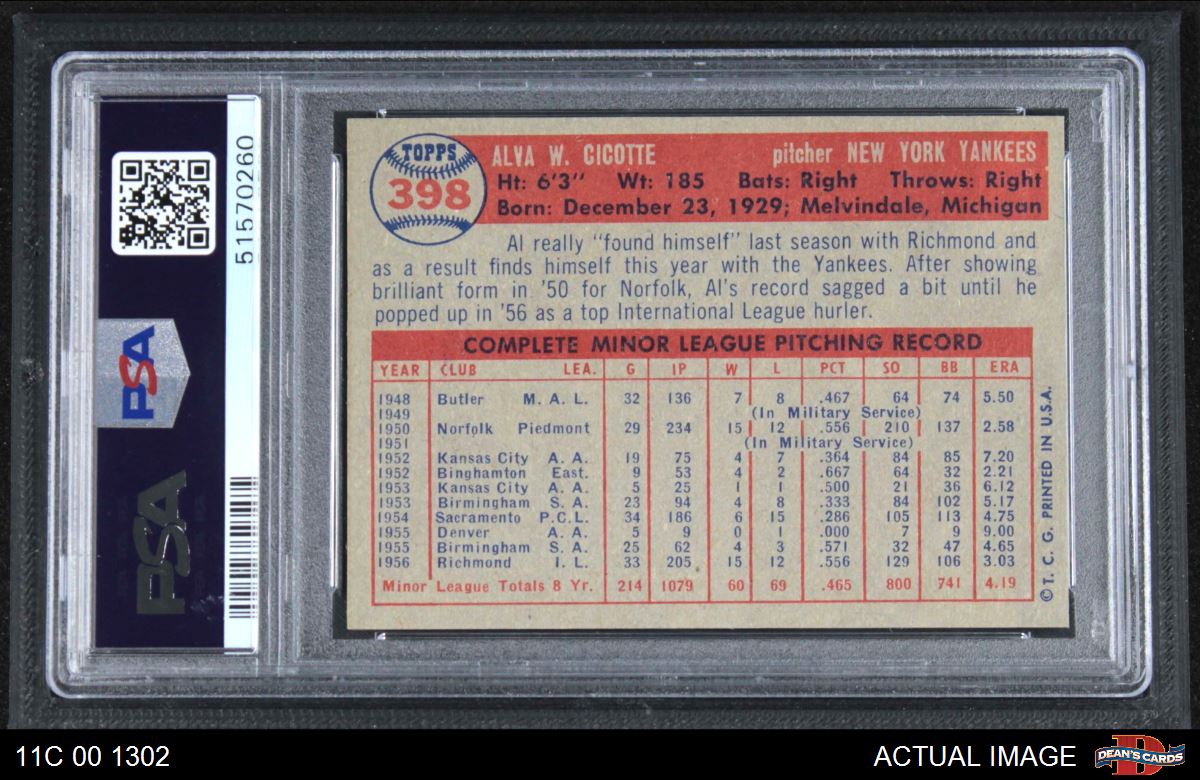 51570260
PSA
PSA
TOPPS
398
ALVA W. CICOTTE pitcher NEW YORK YANKEES
Ht: 6'3" Wt: 185 Bats: Right Throws: Right
Born: December 23, 1929; Melvindale, Michigan
Al really "found himself" last season with Richmond and
as a result finds himself this year with the Yankees. After showing
brilliant form in '50 for Norfolk, Al's record sagged a bit until he
popped up in '56 as a top International League hurler.
COMPLETE MINOR LEAGUE PITCHING RECORD
YEAR CLUB LEA. G IP W L PCT SO BB ERA
1948 Butler M. A. L. 32 136 7 8 .467 64 74 5.50
1949 (In Military Service)
1950 Norfolk Piedmont 29 234 15 12 .556 210 137 2.58
1951 (In Military Service)
1952 Kansas City A. A. 19 75 4 7 .364 84 85 7.20
1952 Binghamton East. 9 53 4 2 .667 64 32 2.21
1953 Kansas City A. A. 5 25 1 1 .500 21 36 6.12
1953 Birmingham S. A. 23 94 4 8 .333 84 102 5.17
1954 Sacramento P.C.L. 34 186 6 15 .286 105 113 4.75
1955 Denver A. A. 5 9 0 1 .000 7 9 9.00
1955 Birmingham S. A. 25 62 4 3 .571 32 47 4.65
1956 Richmond I. L. 33 205 15 12 .556 129 106 3.03
Minor League Totals 8 Yr. 214 1079 60 69 .465 800 741 4.19
© T. C. G. PRINTED IN U.S.A.
11C 00 1302
ACTUAL IMAGE
D
DEAN'S CARDS